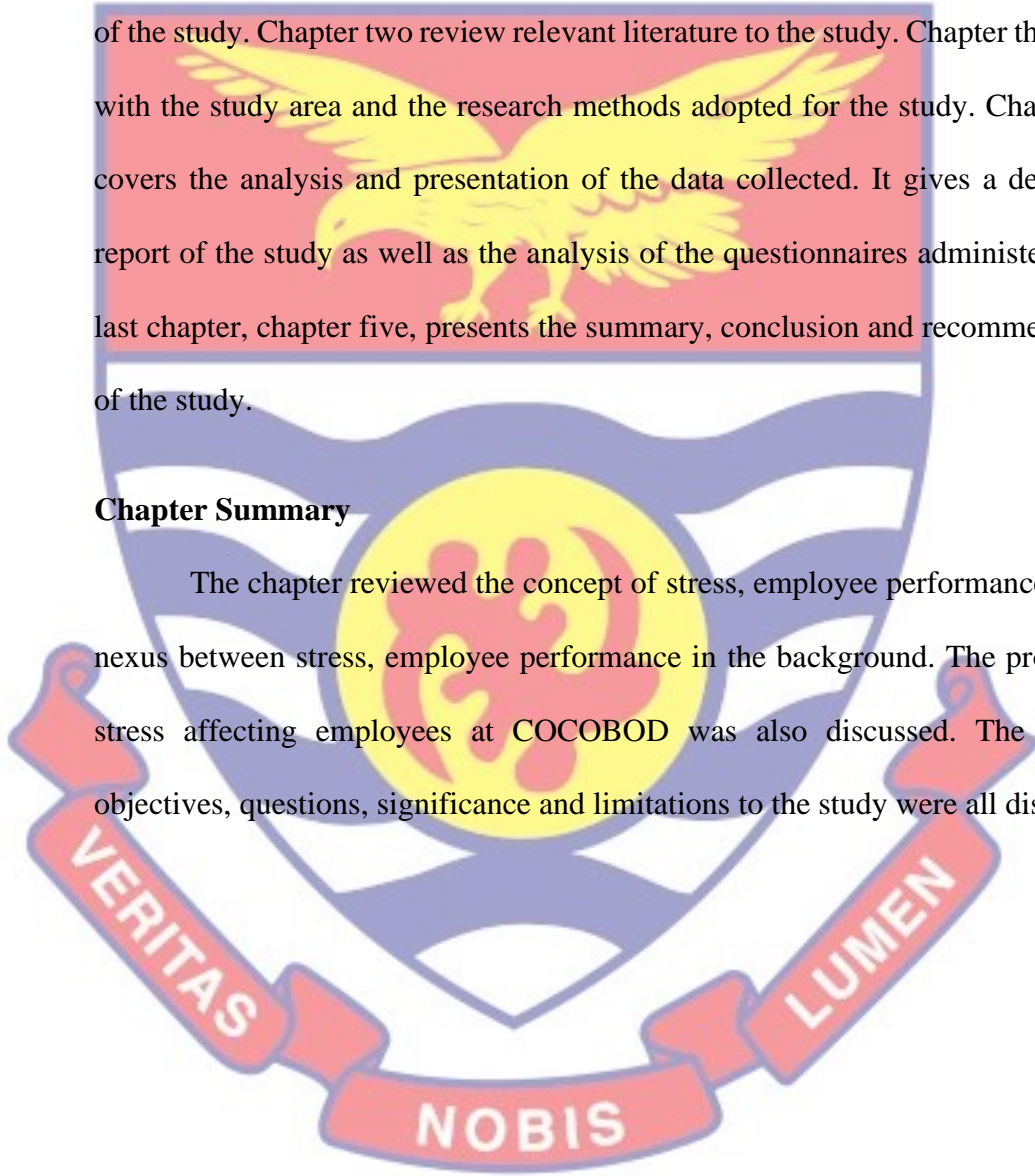 of the study. Chapter two review relevant literature to the study. Chapter th
with the study area and the research methods adopted for the study. Cha
covers the analysis and presentation of the data collected. It gives a de
report of the study as well as the analysis of the questionnaires administe
last chapter, chapter five, presents the summary, conclusion and recomme
of the study.
Chapter Summary
The chapter reviewed the concept of stress, employee performance
nexus between stress, employee performance in the background. The pro
stress affecting employees at COCOBOD was also discussed. The
objectives, questions, significance and limitations to the study were all dis
VERITAS
NOBIS
LUMEN